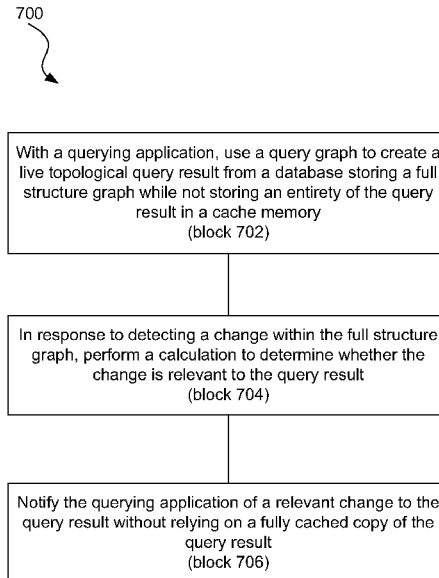 700
With a querying application, use a query graph to create a
live topological query result from a database storing a full
structure graph while not storing an entirety of the query
result in a cache memory
(block 702)
In response to detecting a change within the full structure
graph, perform a calculation to determine whether the
change is relevant to the query result
(block 704)
Notify the querying application of a relevant change to the
query result without relying on a fully cached copy of the
query result
(block 706)